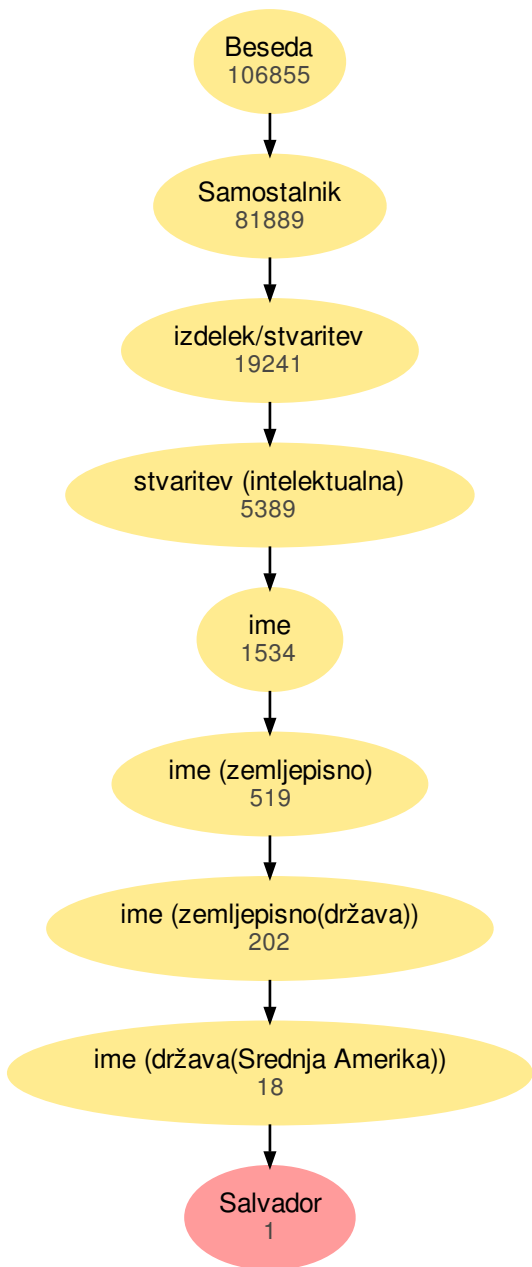 Beseda
106855
Samostalnik
81889
izdelek/stvaritev
19241
stvaritev (intelektualna)
5389
ime
1534
ime (zemljepisno)
519
ime (zemljepisno(država))
202
ime (država(Srednja Amerika))
18
Salvador
1